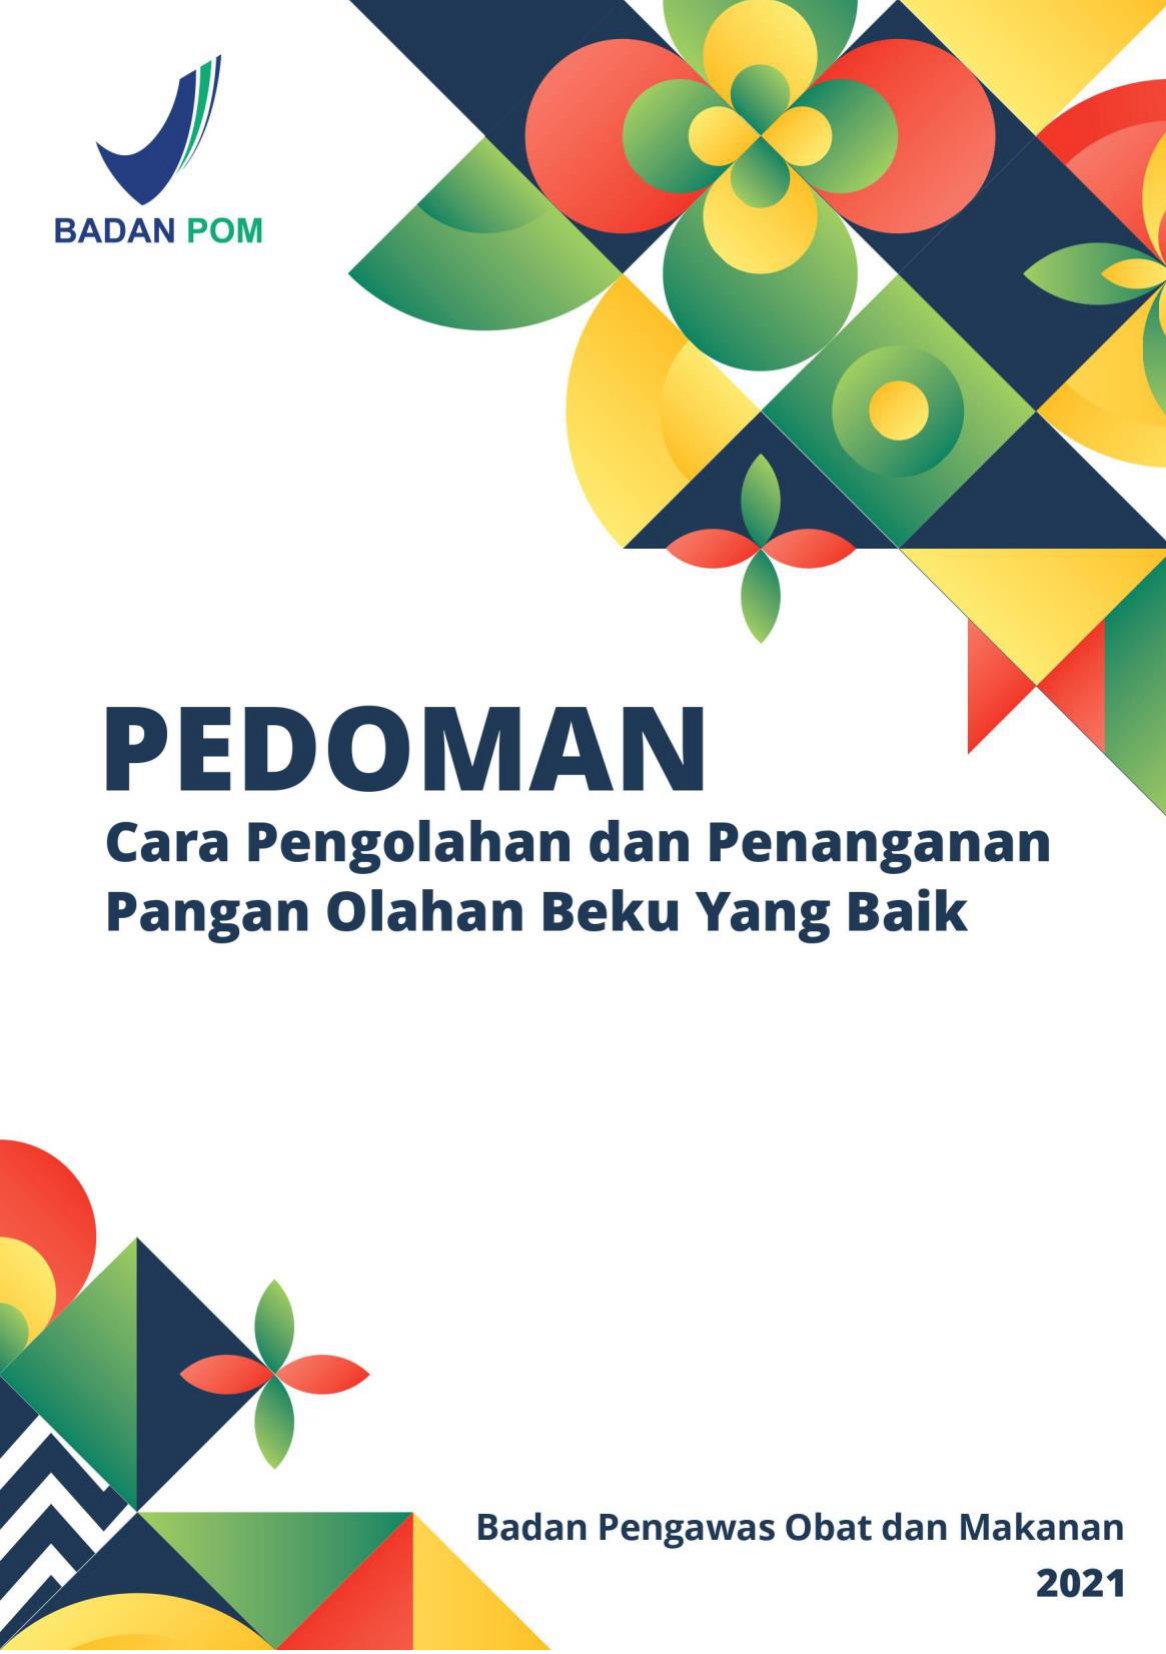 BADAN POM
PEDOMAN
Cara Pengolahan dan Penanganan
Pangan Olahan Beku Yang Baik
Badan Pengawas Obat dan Makanan
2021